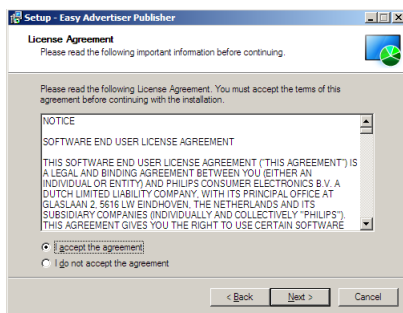 Setup - Easy Advertiser Publisher
License Agreement
Please read the following important information before continuing.
Please read the following License Agreement. You must accept the terms of this
agreement before continuing with the installation.
NOTICE
SOFTWARE END USER LICENSE AGREEMENT
THIS SOFTWARE END USER LICENSE AGREEMENT ("THIS AGREEMENT") IS
A LEGAL AND BINDING AGREEMENT BETWEEN YOU (EITHER AN
INDIVIDUAL OR ENTITY) AND PHILIPS CONSUMER ELECTRONICS B.V. A
DUTCH LIMITED LIABILITY COMPANY, WITH ITS PRINCIPAL OFFICE AT
GLASLAAN 2, 5616 LW EINDHOVEN, THE NETHERLANDS AND ITS
SUBSIDIARY COMPANIES (INDIVIDUALLY AND COLLECTIVELY "PHILIPS").
THIS AGREEMENT GIVES YOU THE RIGHT TO USE CERTAIN SOFTWARE
I accept the agreement
I do not accept the agreement
< Back Next > Cancel